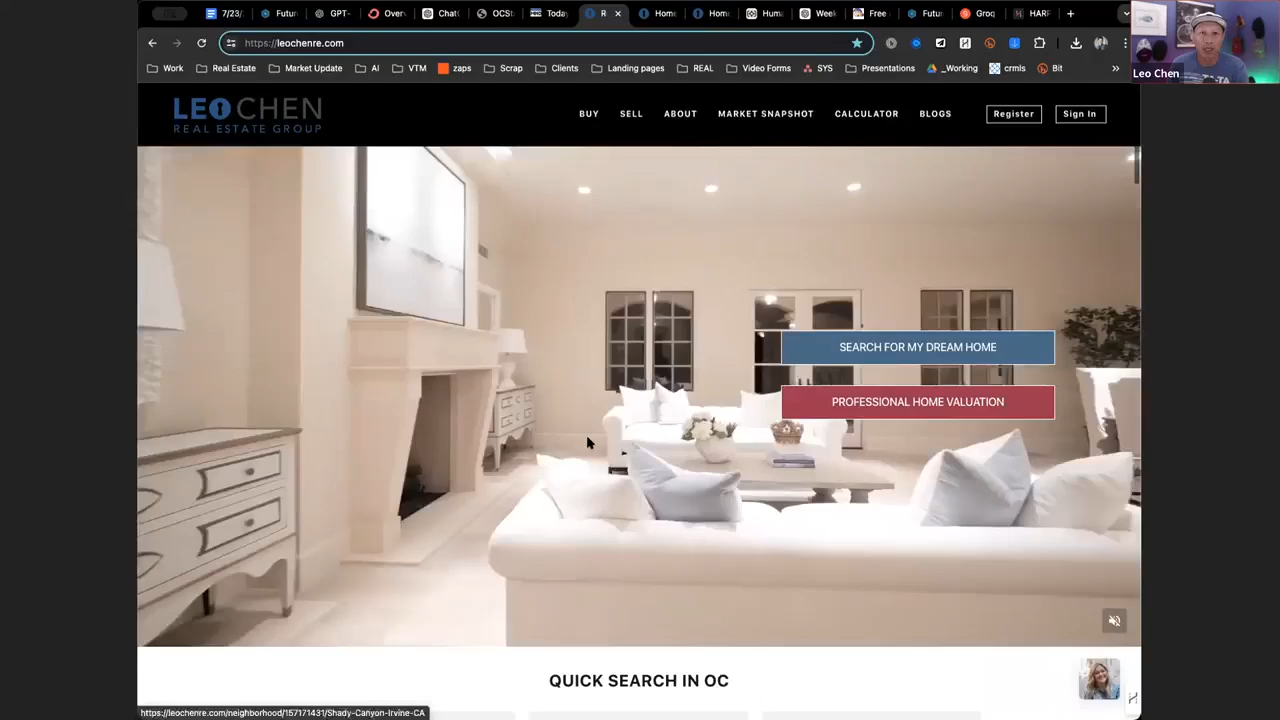 7/23/
Futur
GPT-
Overv
ChatG
OCSt
Today
R
Home
Home
Huma
Week
Free
Futur
Groq
HARF
https://leochenre.com
Work
Real Estate
Market Update
AI
VTM
zaps
Scrap
Clients
Landing pages
REAL
Video Forms
SYS
Presentations
_Working
crmls
Bit
Leo Chen
LEO CHEN
REAL ESTATE GROUP
BUY
SELL
ABOUT
MARKET SNAPSHOT
CALCULATOR
BLOGS
Register
Sign In
SEARCH FOR MY DREAM HOME
PROFESSIONAL HOME VALUATION
QUICK SEARCH IN OC
https://leochenre.com/neighborhood/157171431/Shady-Canyon-Irvine-CA